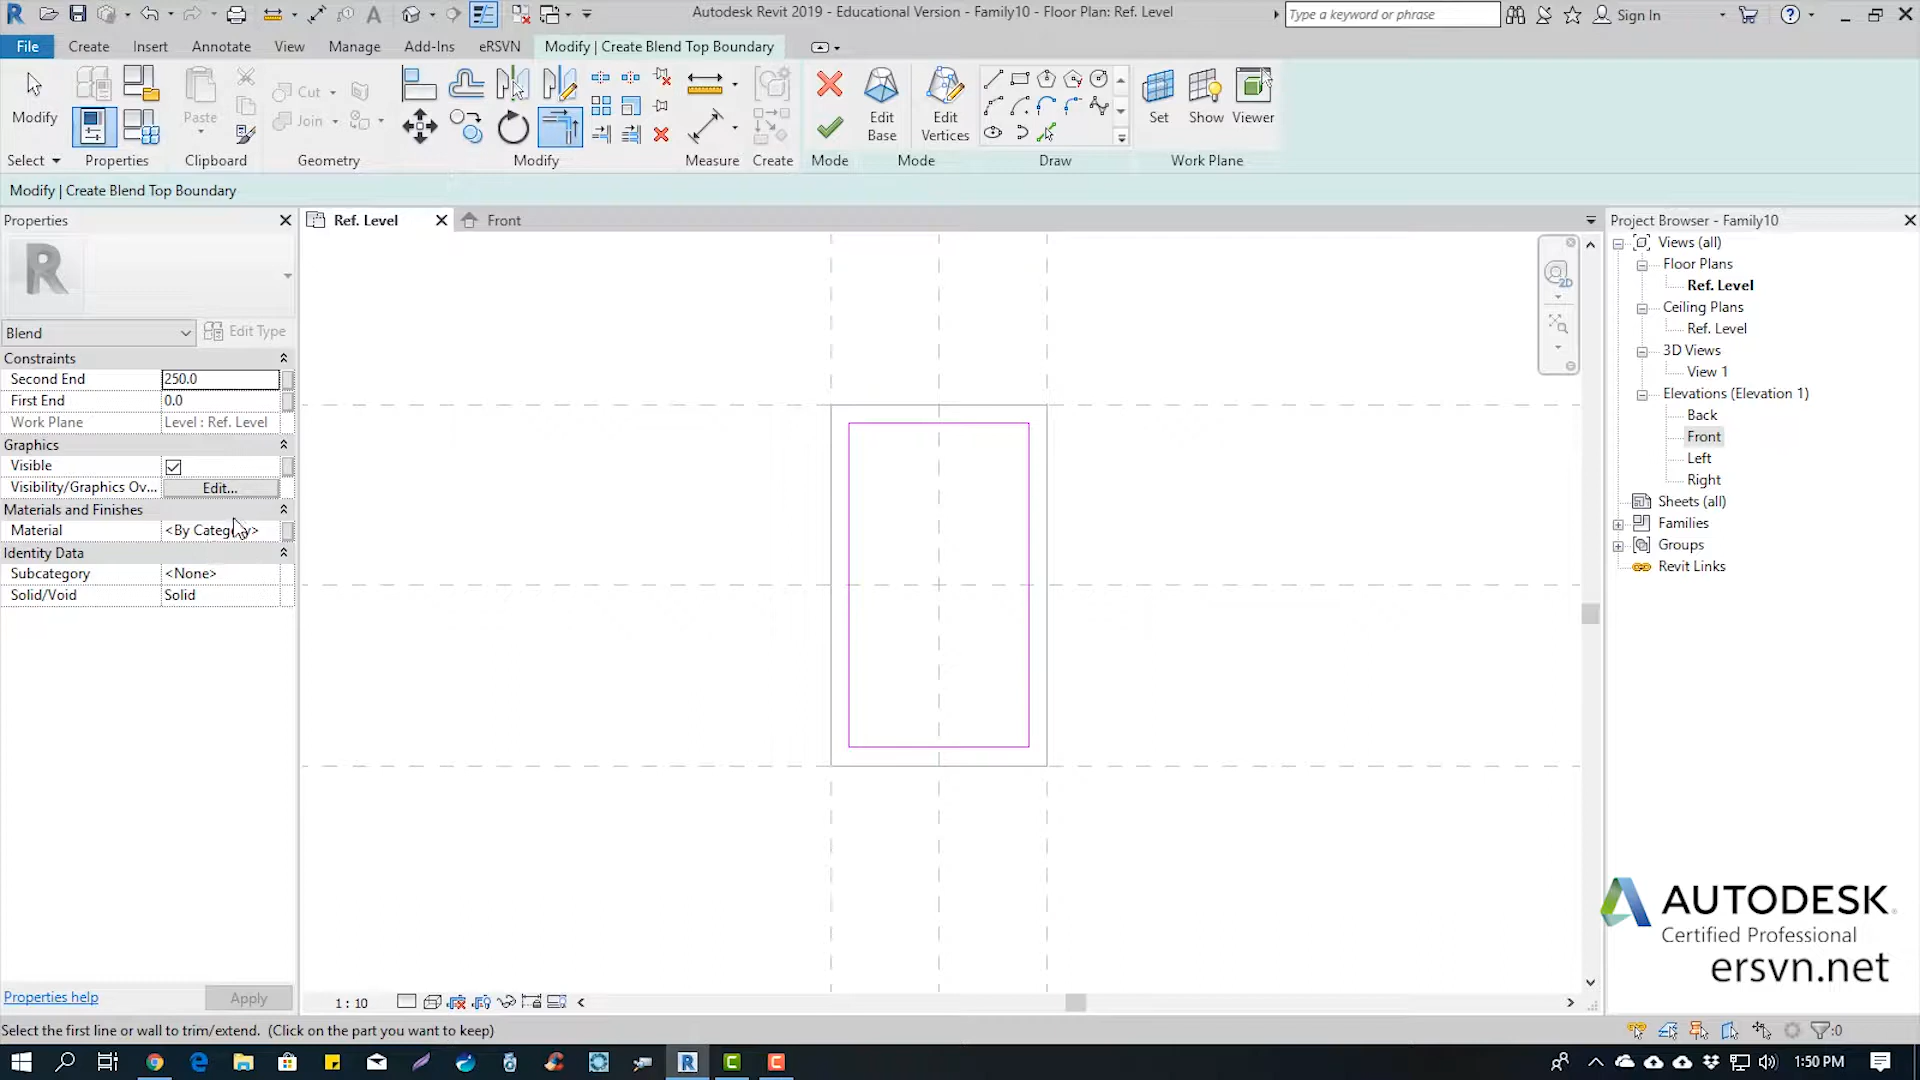 Autodesk Revit 2019 - Educational Version - Family10 - Floor Plan: Ref. Level
Type a keyword or phrase
Sign In
File
Create
Insert
Annotate
View
Manage
Add-Ins
eRSVN
Modify | Create Blend Top Boundary
Modify
Paste
Cut
Join
Edit
Base
Edit
Vertices
Set
Show
Viewer
Select
Properties
Clipboard
Geometry
Modify
Measure
Create
Mode
Mode
Draw
Work Plane
Modify | Create Blend Top Boundary
Properties
Blend
Edit Type
Constraints
Second End 250.0
First End 0.0
Work Plane Level : Ref. Level
Graphics
Visible
Visibility/Graphics Ov... Edit...
Materials and Finishes
Material <By Category>
Identity Data
Subcategory <None>
Solid/Void Solid
Properties help
Apply
Ref. Level
Front
2D
Project Browser - Family10
Views (all)
Floor Plans
Ref. Level
Ceiling Plans
Ref. Level
3D Views
View 1
Elevations (Elevation 1)
Back
Front
Left
Right
Sheets (all)
Families
Groups
Revit Links
AUTODESK
Certified Professional
ersvn.net
1 : 10
Select the first line or wall to trim/extend. (Click on the part you want to keep)
:0
1:50 PM